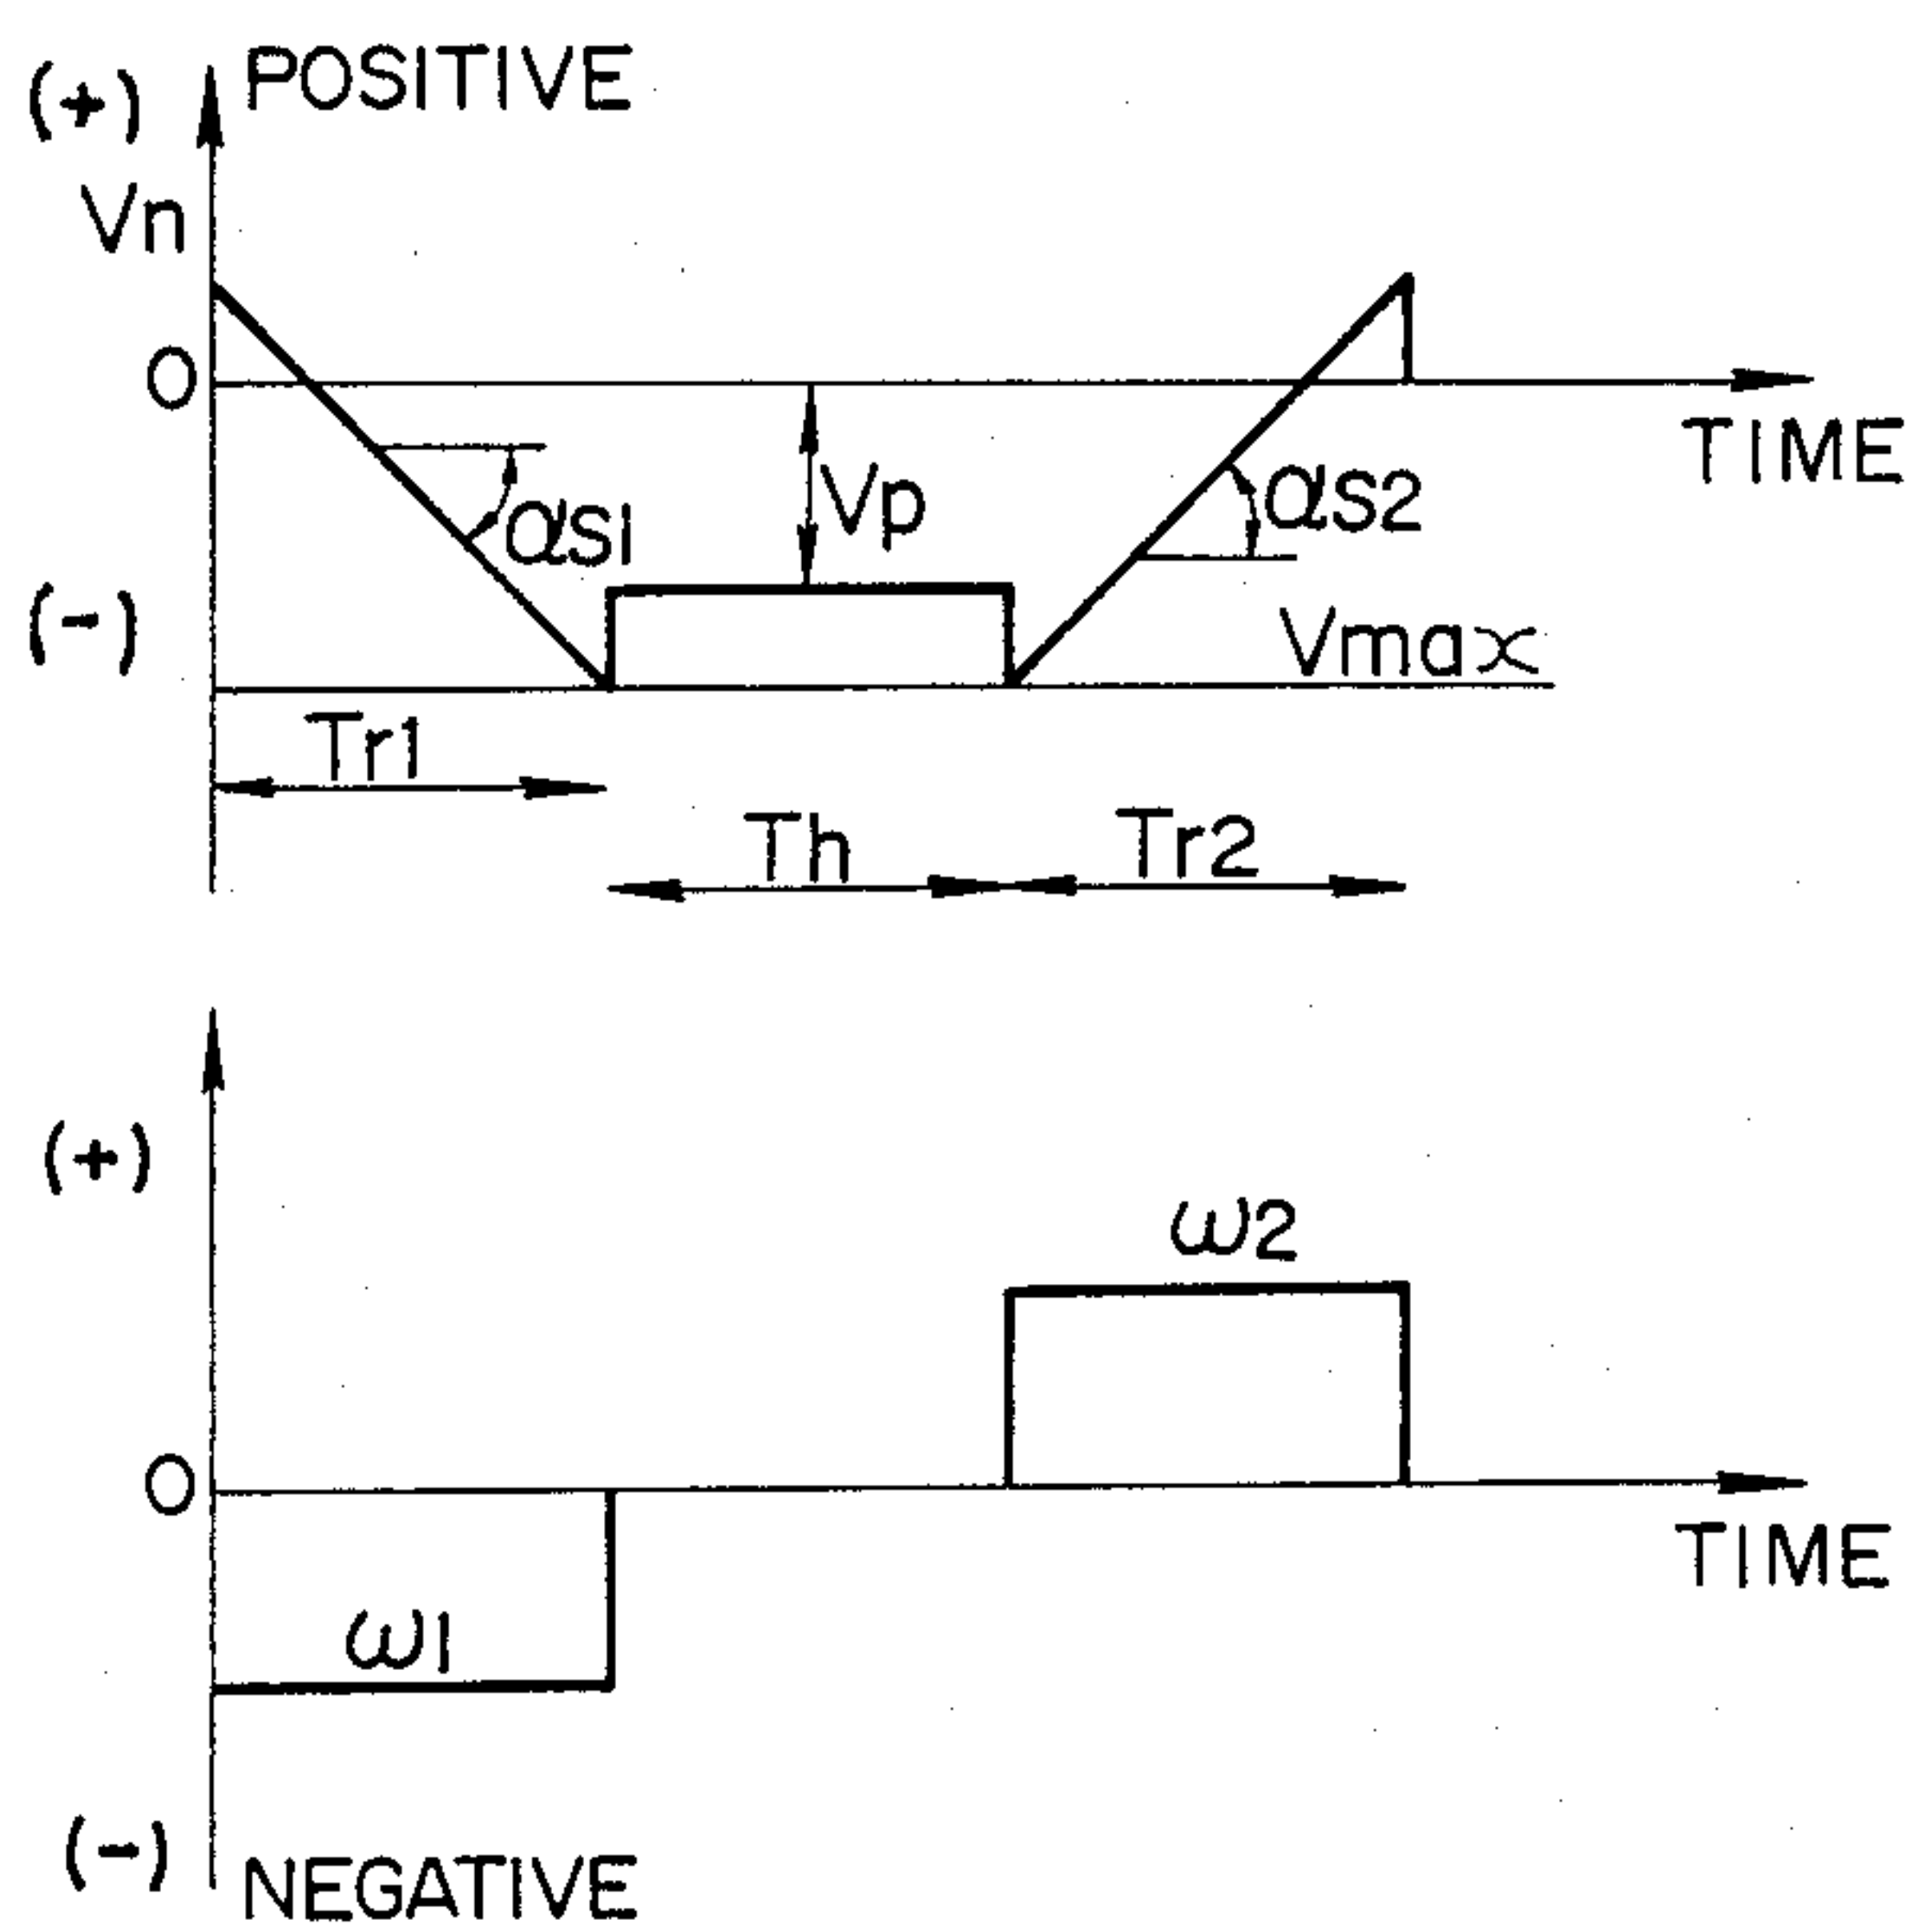 (+)
POSITIVE
Vn
O
TIME
αs1
Vp
αs2
(-)
Vmax
Tr1
Th
Tr2
(+)
ω2
O
TIME
ω1
(-)
NEGATIVE